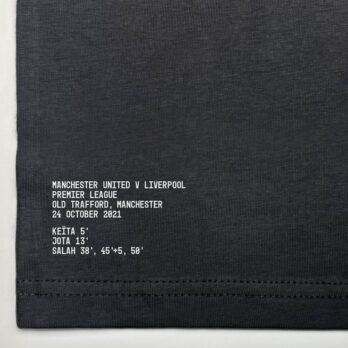 MANCHESTER UNITED V LIVERPOOL
PREMIER LEAGUE
OLD TRAFFORD, MANCHESTER
24 OCTOBER 2021
KEÏTA 5'
JOTA 13'
SALAH 38', 45'+5, 50'